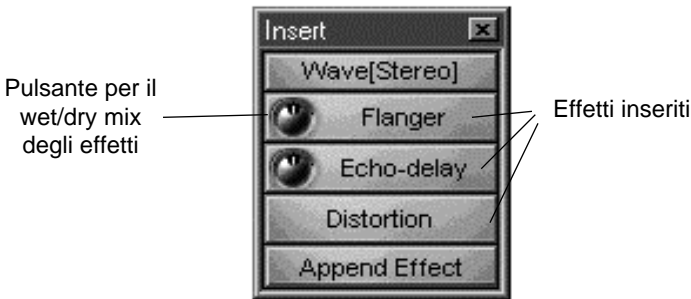 Insert
Wave[Stereo]
Pulsante per il
wet/dry mix
degli effetti
Flanger
Effetti inseriti
Echo-delay
Distortion
Append Effect